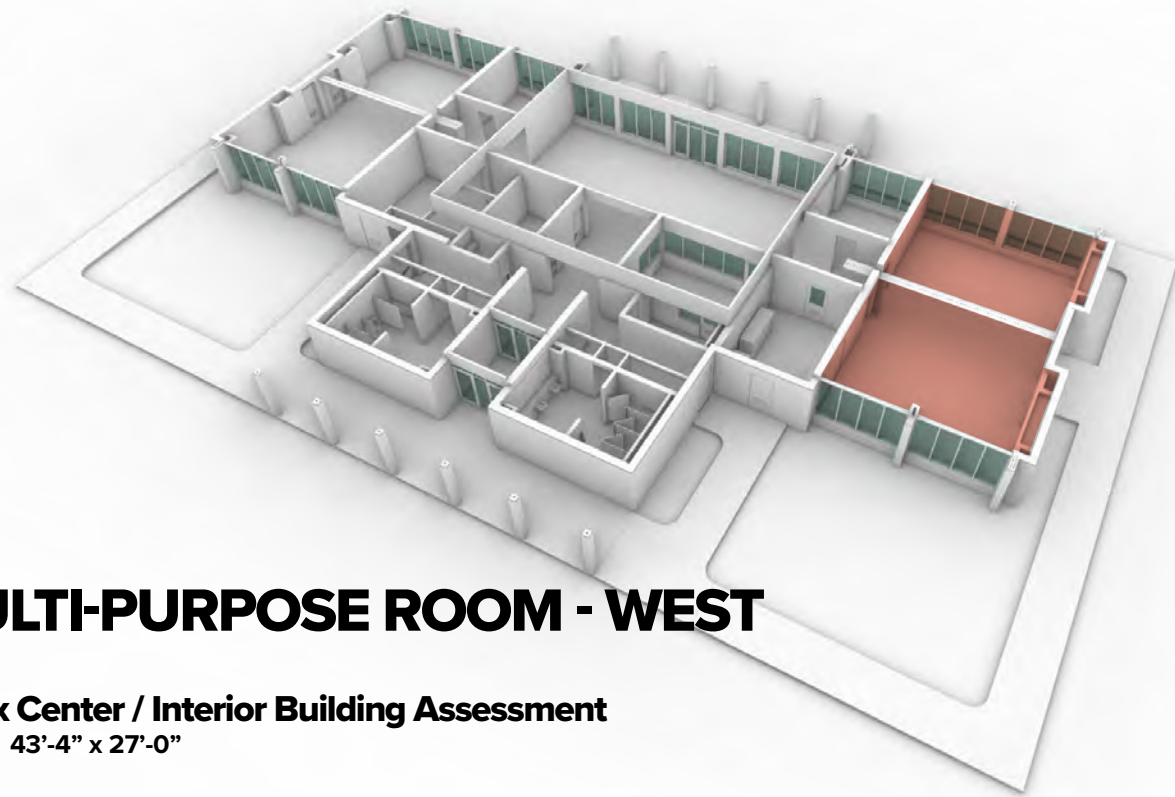 ULTI-PURPOSE ROOM - WEST
x Center / Interior Building Assessment
43’-4” x 27’-0”